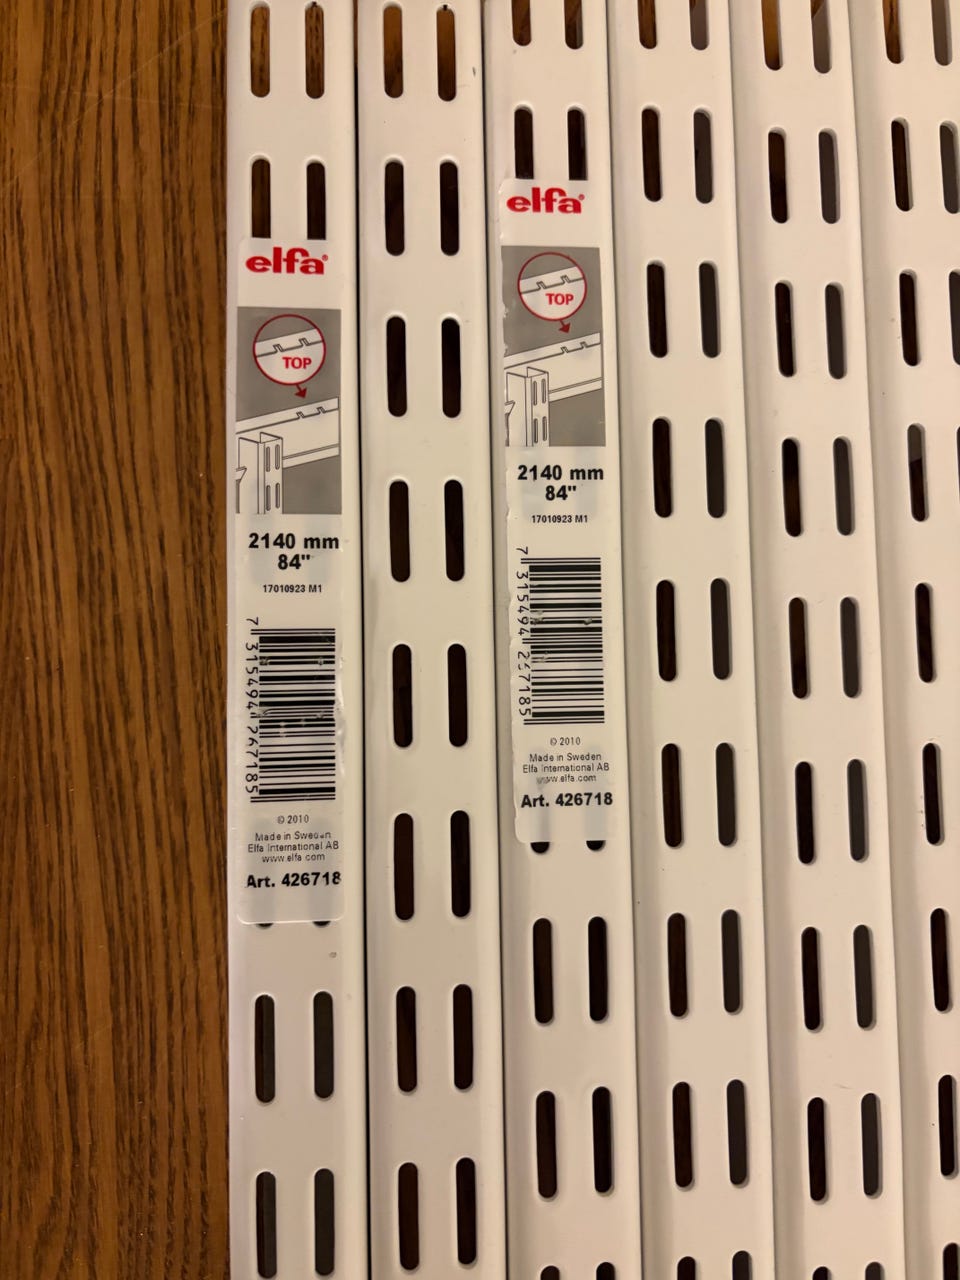 elfa®
TOP
2140 mm
84"
17010923 M1
7 315494 267185
© 2010
Made in Sweden
Elfa International AB
www.elfa.com
Art. 426718
elfa®
TOP
2140 mm
84"
17010923 M1
7 315494 267185
© 2010
Made in Sweden
Elfa International AB
www.elfa.com
Art. 426718